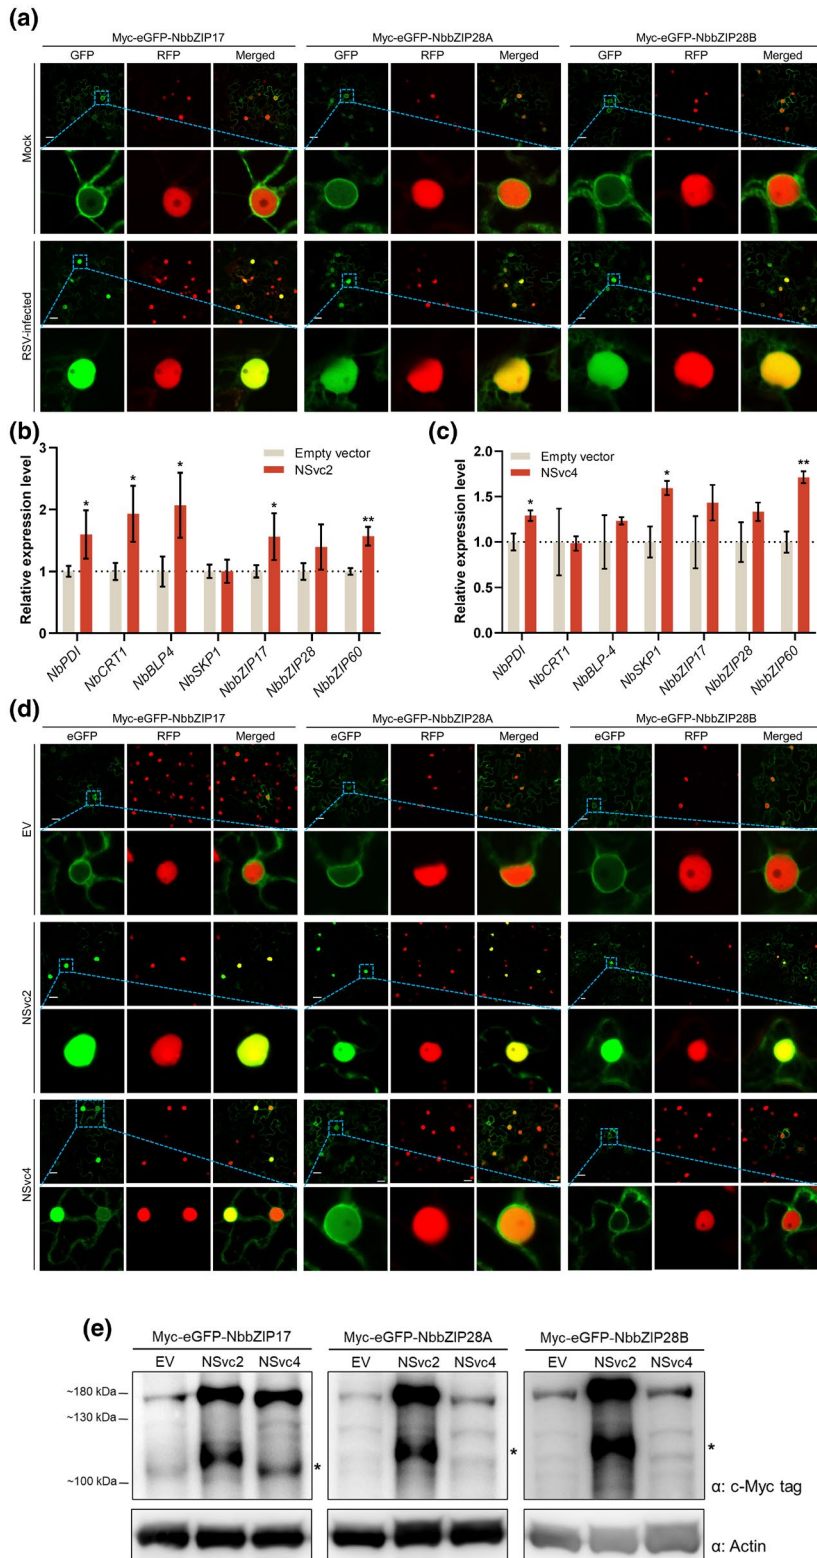 (a)
Myc-eGFP-NbbZIP17 Myc-eGFP-NbbZIP28A Myc-eGFP-NbbZIP28B
GFP RFP Merged GFP RFP Merged GFP RFP Merged
Mock
RSV-infected
(b)
Relative expression level
3
2
1
0
Empty vector
NSvc2
* * * * **
NbPDI NbCRT1 NbBLP4 NbSKP1 NbbZIP17 NbbZIP28 NbbZIP60
(c)
Relative expression level
2.0
1.5
1.0
0.5
0.0
Empty vector
NSvc4
* * **
NbPDI NbCRT1 NbBLP-4 NbSKP1 NbbZIP17 NbbZIP28 NbbZIP60
(d)
Myc-eGFP-NbbZIP17 Myc-eGFP-NbbZIP28A Myc-eGFP-NbbZIP28B
eGFP RFP Merged eGFP RFP Merged eGFP RFP Merged
EV
NSvc2
NSvc4
(e)
Myc-eGFP-NbbZIP17 Myc-eGFP-NbbZIP28A Myc-eGFP-NbbZIP28B
EV NSvc2 NSvc4 EV NSvc2 NSvc4 EV NSvc2 NSvc4
~180 kDa
~130 kDa
* * *
~100 kDa
α: c-Myc tag
α: Actin